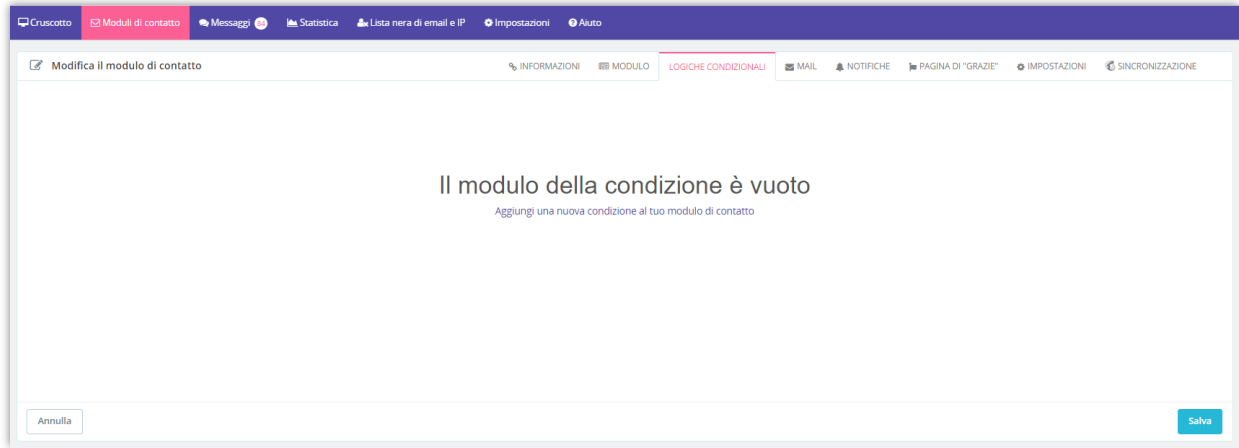 Cruscotto Moduli di contatto Messaggi 84 Statistica Lista nera di email e IP Impostazioni Aiuto
Modifica il modulo di contatto INFORMAZIONI MODULO LOGICHE CONDIZIONALI MAIL NOTIFICHE PAGINA DI "GRAZIE" IMPOSTAZIONI SINCRONIZZAZIONE
Il modulo della condizione è vuoto
Aggiungi una nuova condizione al tuo modulo di contatto
Annulla Salva